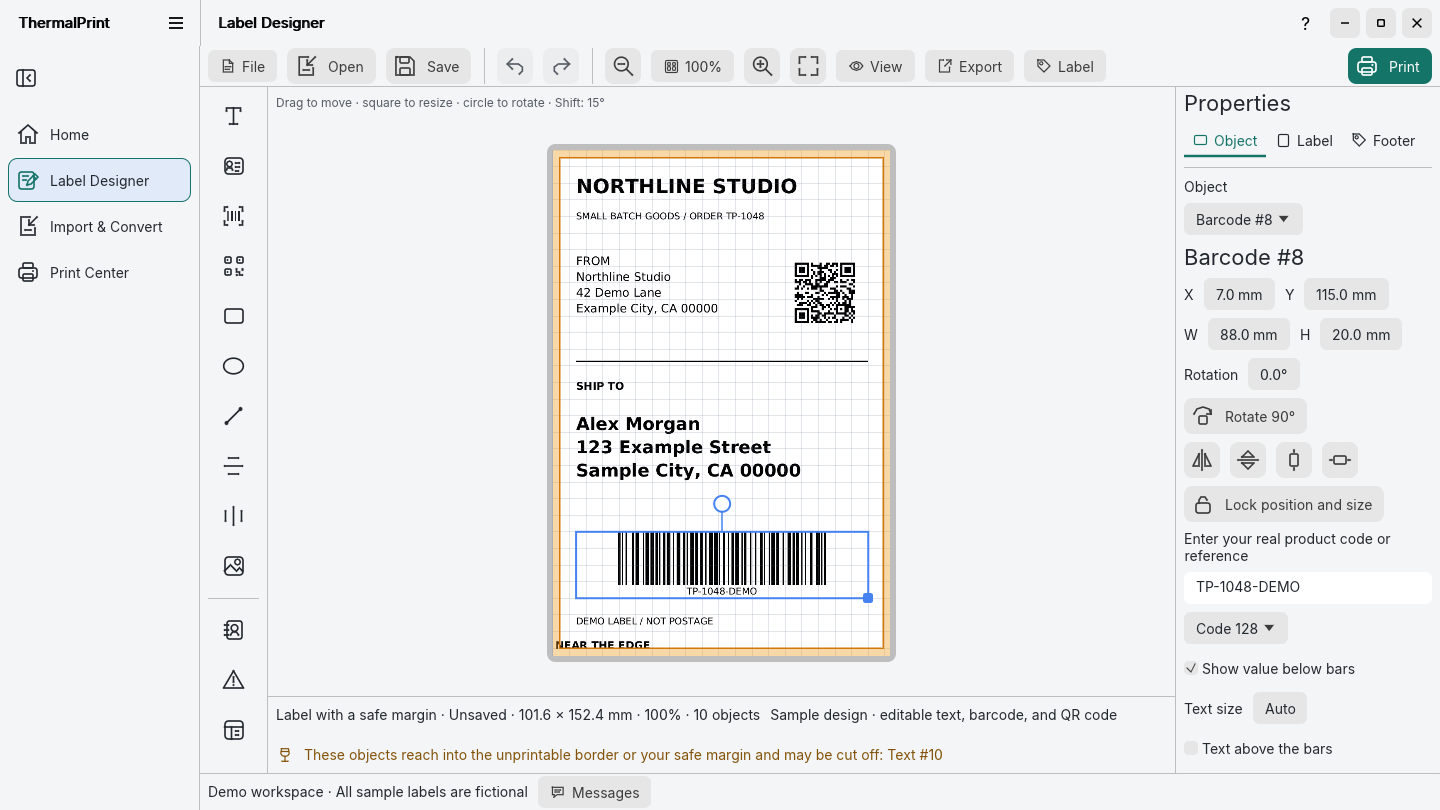 ThermalPrint
Label Designer
?
File
Open
Save
100%
View
Export
Label
Print
Home
Label Designer
Import & Convert
Print Center
Drag to move · square to resize · circle to rotate · Shift: 15°
NORTHLINE STUDIO
SMALL BATCH GOODS / ORDER TP-1048
FROM
Northline Studio
42 Demo Lane
Example City, CA 00000
SHIP TO
Alex Morgan
123 Example Street
Sample City, CA 00000
TP-1048-DEMO
DEMO LABEL / NOT POSTAGE
NEAR THE EDGE
Label with a safe margin · Unsaved · 101.6 × 152.4 mm · 100% · 10 objects Sample design · editable text, barcode, and QR code
These objects reach into the unprintable border or your safe margin and may be cut off: Text #10
Demo workspace · All sample labels are fictional
Messages
Properties
Object
Label
Footer
Object
Barcode #8
Barcode #8
X 7.0 mm Y 115.0 mm
W 88.0 mm H 20.0 mm
Rotation 0.0°
Rotate 90°
Lock position and size
Enter your real product code or
reference
TP-1048-DEMO
Code 128
Show value below bars
Text size Auto
Text above the bars